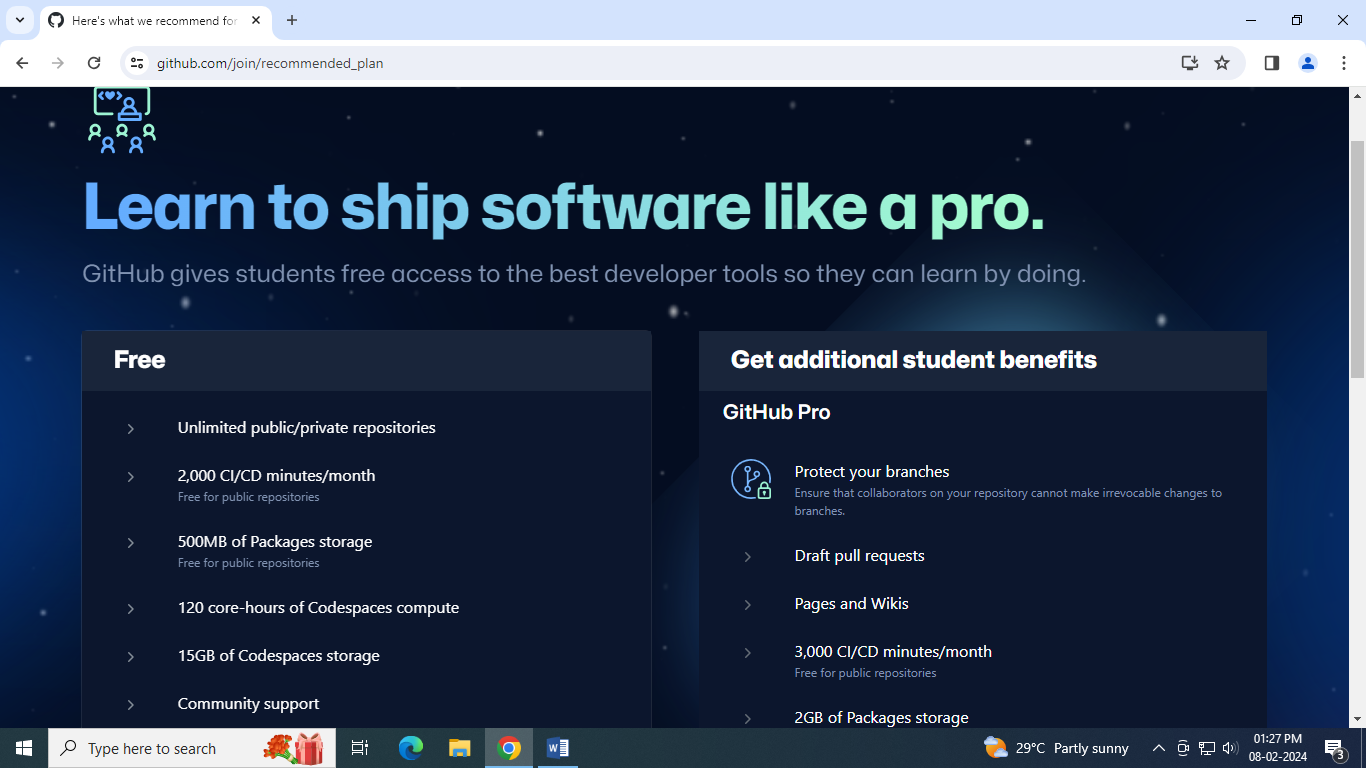 Here's what we recommend for
github.com/join/recommended_plan
Learn to ship software like a pro.
GitHub gives students free access to the best developer tools so they can learn by doing.
Free
Unlimited public/private repositories
2,000 CI/CD minutes/month
Free for public repositories
500MB of Packages storage
Free for public repositories
120 core-hours of Codespaces compute
15GB of Codespaces storage
Community support
Get additional student benefits
GitHub Pro
Protect your branches
Ensure that collaborators on your repository cannot make irrevocable changes to
branches.
Draft pull requests
Pages and Wikis
3,000 CI/CD minutes/month
Free for public repositories
2GB of Packages storage
Type here to search
29°C Partly sunny
01:27 PM
08-02-2024
3